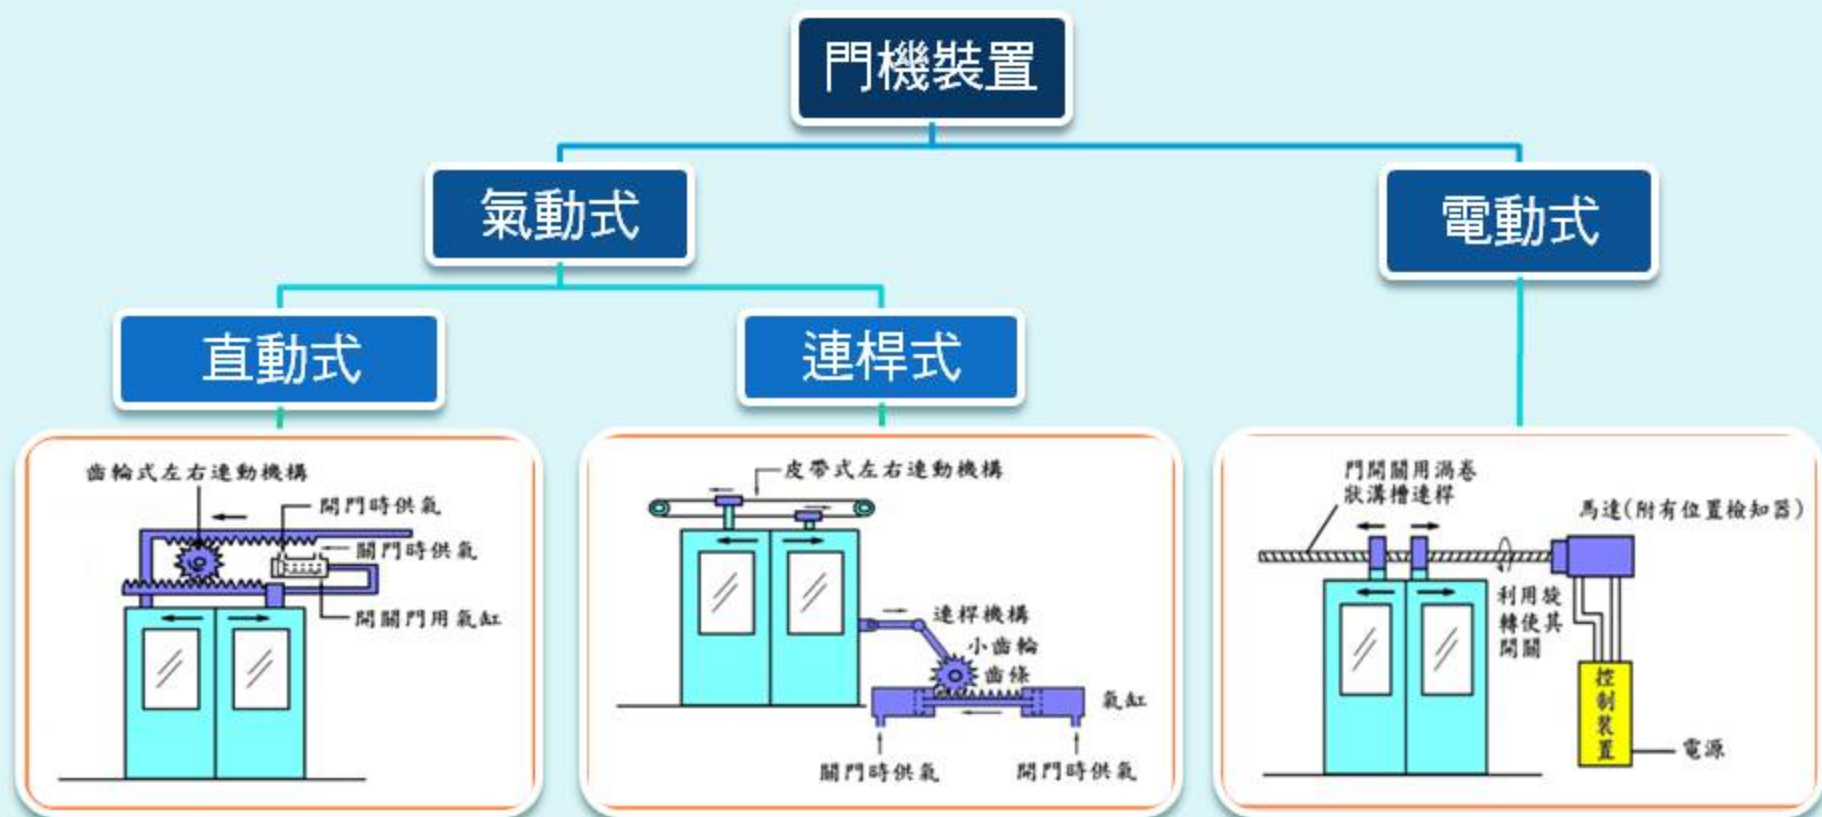 門機裝置
氣動式
電動式
直動式
連桿式
齒輪式左右連動機構
開門時供氣
關門時供氣
開關門用氣缸
皮帶式左右連動機構
連桿機構
小齒輪
齒條
氣缸
關門時供氣
開門時供氣
門開關用渦卷
狀溝槽連桿
馬達(附有位置檢知器)
利用旋
轉使其
開關
控制裝置
電源